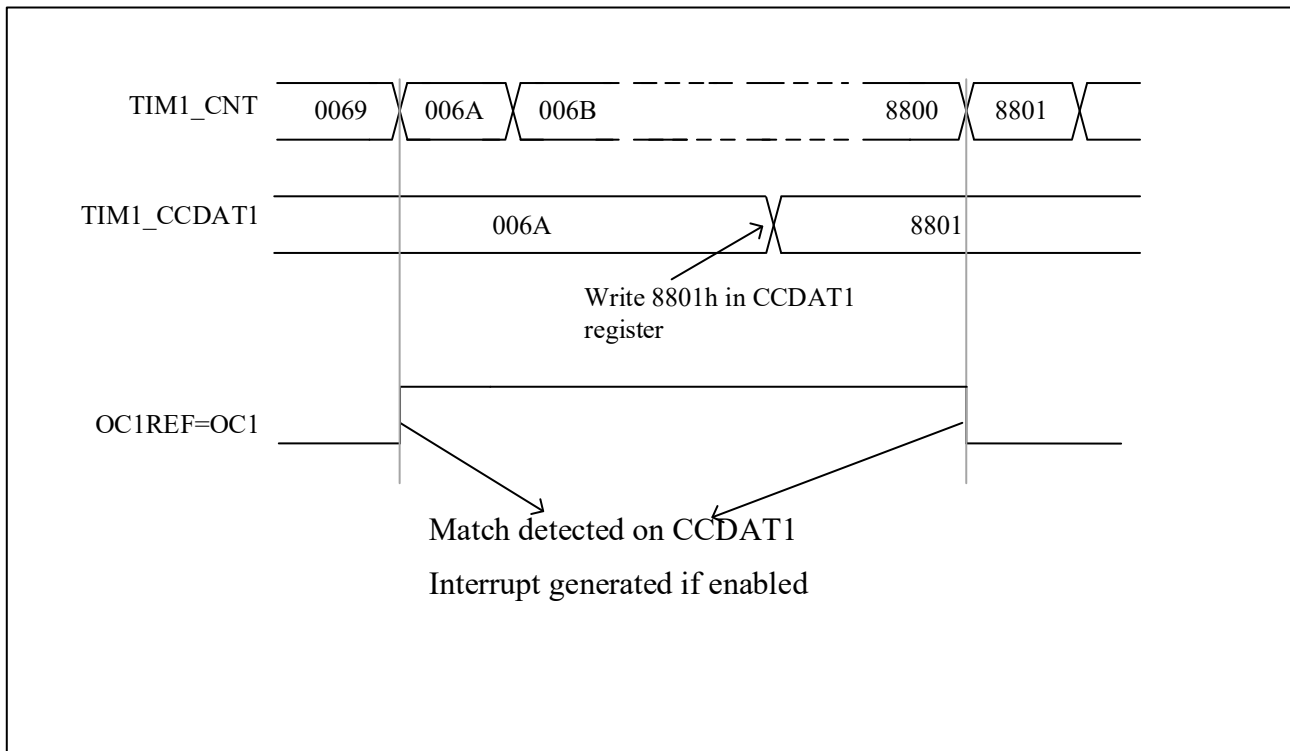 TIM1_CNT 0069 006A 006B 8800 8801
TIM1_CCDAT1 006A 8801
Write 8801h in CCDAT1
register
OC1REF=OC1
Match detected on CCDAT1
Interrupt generated if enabled